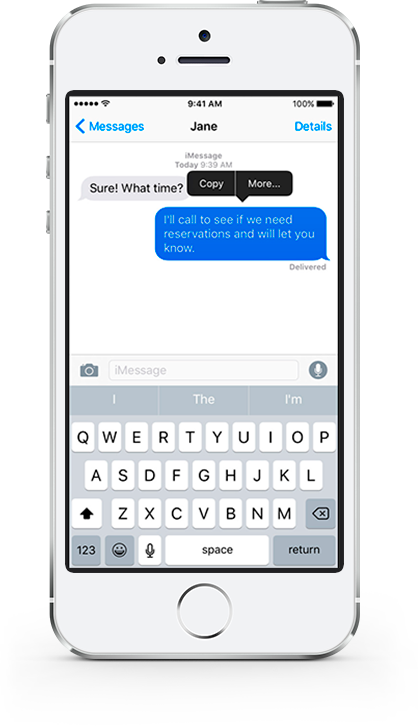 9:41 AM 100%
Messages Jane Details
iMessage
Today 9:39 AM
Sure! What time?
Copy More...
I'll call to see if we need
reservations and will let you
know.
Delivered
iMessage
I The I'm
Q W E R T Y U I O P
A S D F G H J K L
Z X C V B N M
123 space return